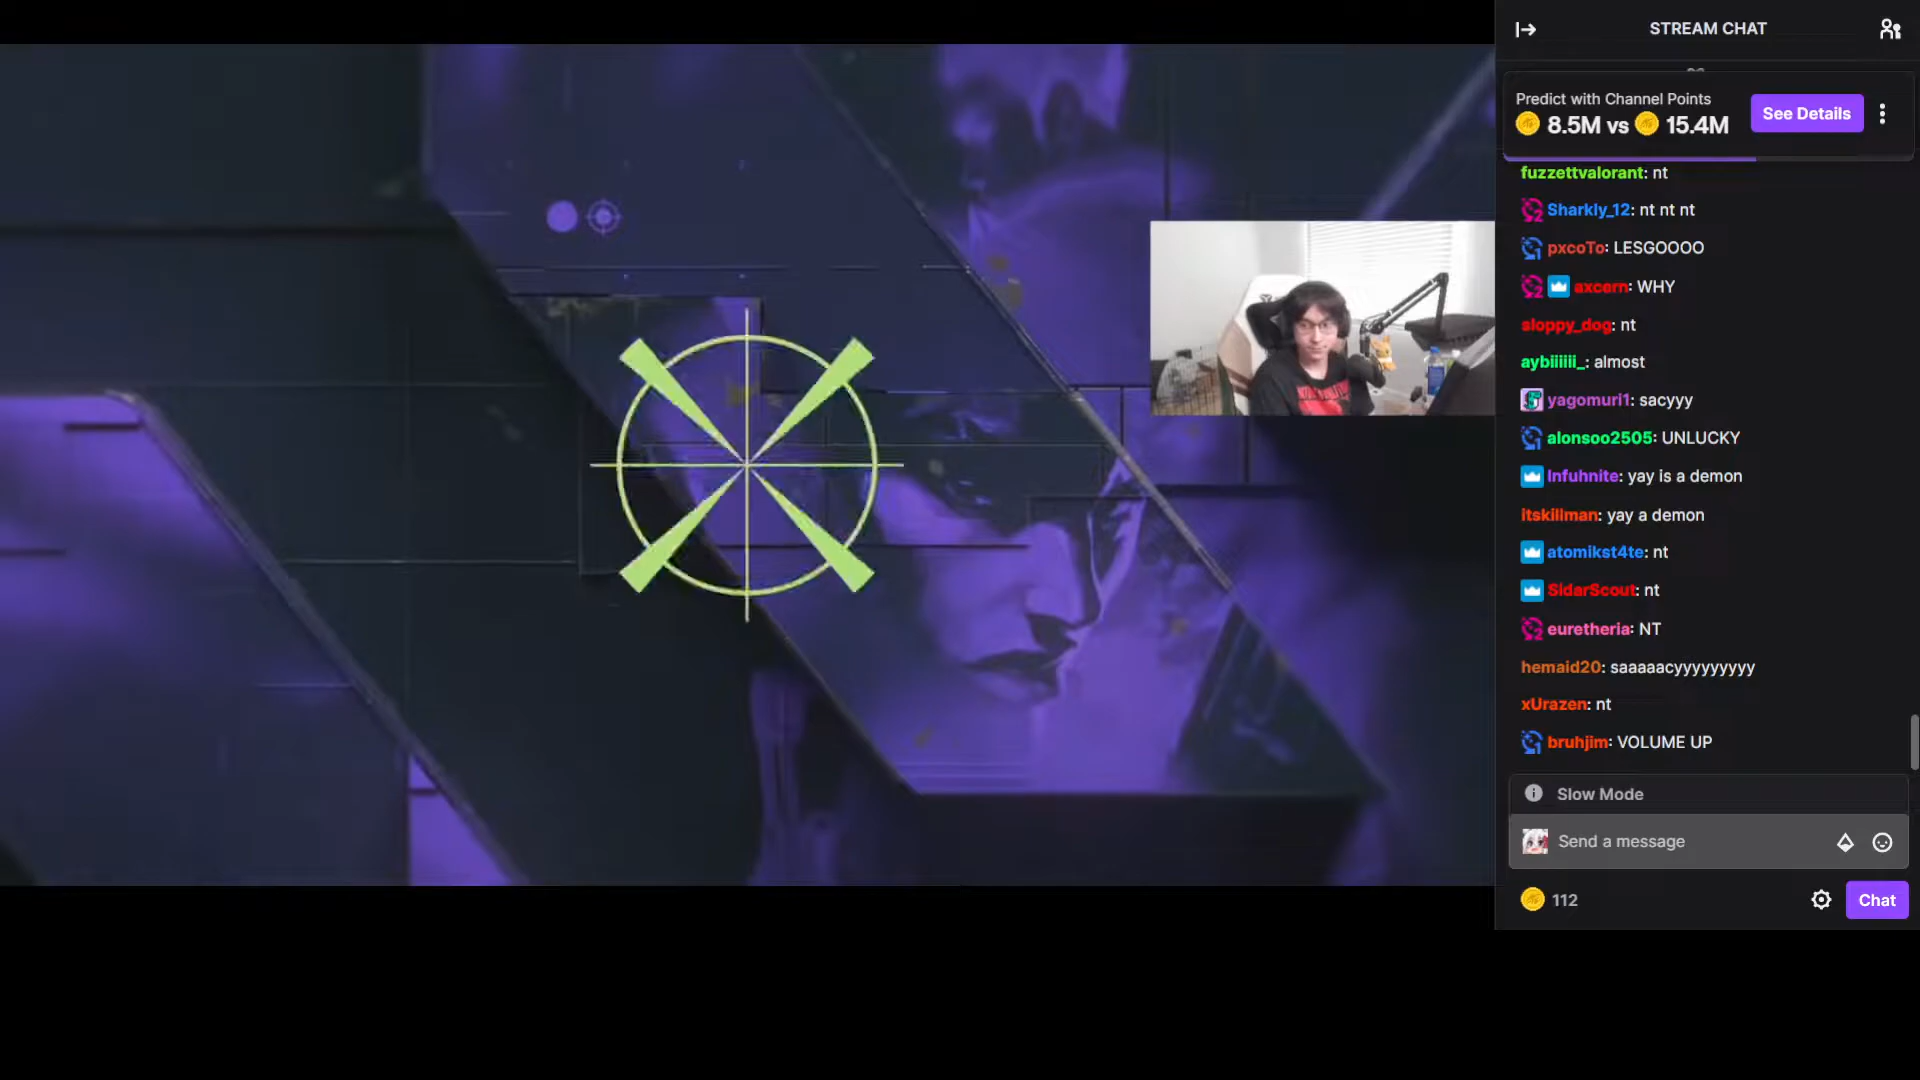 STREAM CHAT
Predict with Channel Points
8.5M vs 15.4M
See Details
fuzzettvalorant: nt
Sharkly_12: nt nt nt
pxcoTo: LESGOOOO
axcern: WHY
sloppy_dog: nt
aybiiiiii_: almost
yagomuri1: sacyyy
alonsoo2505: UNLUCKY
Infuhnite: yay is a demon
itskillman: yay a demon
atomikst4te: nt
SidarScout: nt
euretheria: NT
hemaid20: saaaaacyyyyyyyyy
xUrazen: nt
bruhjim: VOLUME UP
Slow Mode
Send a message
112
Chat